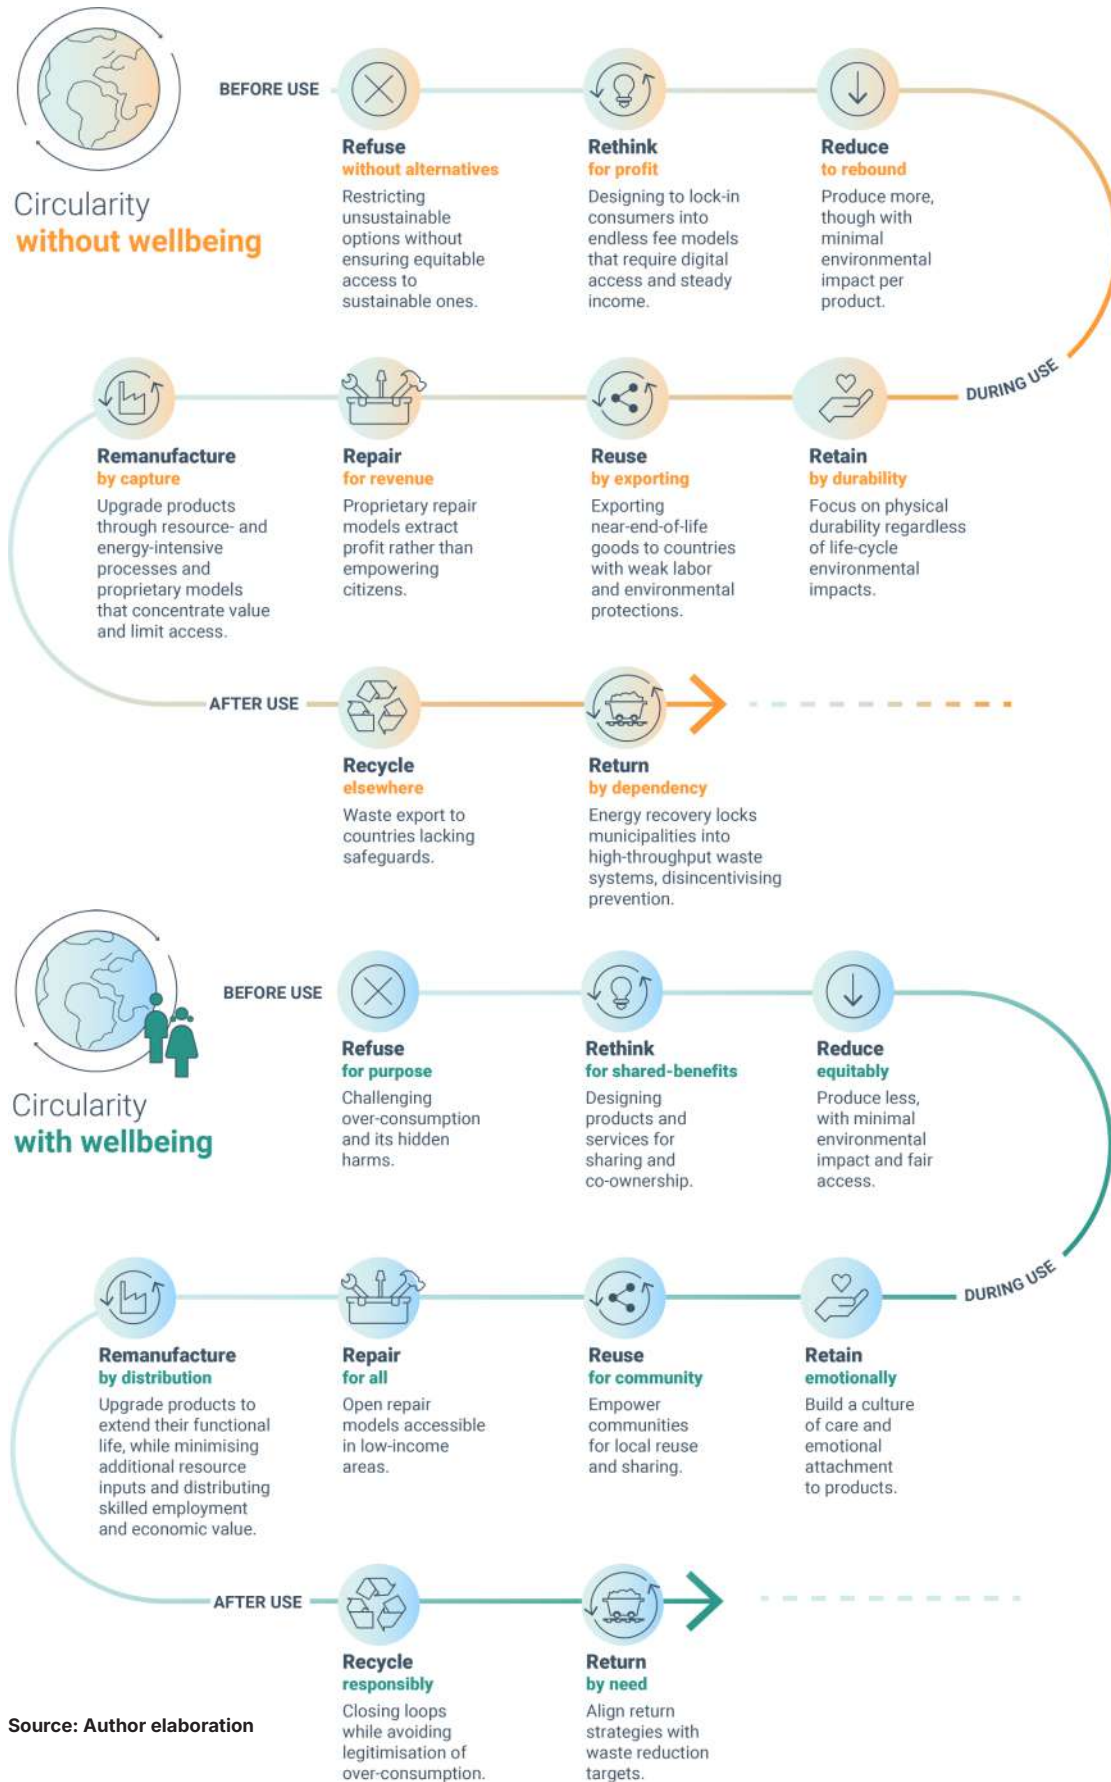 Circularity
without wellbeing
BEFORE USE
Refuse
without alternatives
Restricting
unsustainable
options without
ensuring equitable
access to
sustainable ones.
Rethink
for profit
Designing to lock-in
consumers into
endless fee models
that require digital
access and steady
income.
Reduce
to rebound
Produce more,
though with
minimal
environmental
impact per
product.
DURING USE
Retain
by durability
Focus on physical
durability regardless
of life-cycle
environmental
impacts.
Reuse
by exporting
Exporting
near-end-of-life
goods to countries
with weak labor
and environmental
protections.
Repair
for revenue
Proprietary repair
models extract
profit rather than
empowering
citizens.
Remanufacture
by capture
Upgrade products
through resource- and
energy-intensive
processes and
proprietary models
that concentrate value
and limit access.
AFTER USE
Recycle
elsewhere
Waste export to
countries lacking
safeguards.
Return
by dependency
Energy recovery locks
municipalities into
high-throughput waste
systems, disincentivising
prevention.
Circularity
with wellbeing
BEFORE USE
Refuse
for purpose
Challenging
over-consumption
and its hidden
harms.
Rethink
for shared-benefits
Designing
products and
services for
sharing and
co-ownership.
Reduce
equitably
Produce less,
with minimal
environmental
impact and fair
access.
DURING USE
Retain
emotionally
Build a culture
of care and
emotional
attachment
to products.
Reuse
for community
Empower
communities
for local reuse
and sharing.
Repair
for all
Open repair
models accessible
in low-income
areas.
Remanufacture
by distribution
Upgrade products to
extend their functional
life, while minimising
additional resource
inputs and distributing
skilled employment
and economic value.
AFTER USE
Recycle
responsibly
Closing loops
while avoiding
legitimisation of
over-consumption.
Return
by need
Align return
strategies with
waste reduction
targets.
Source: Author elaboration